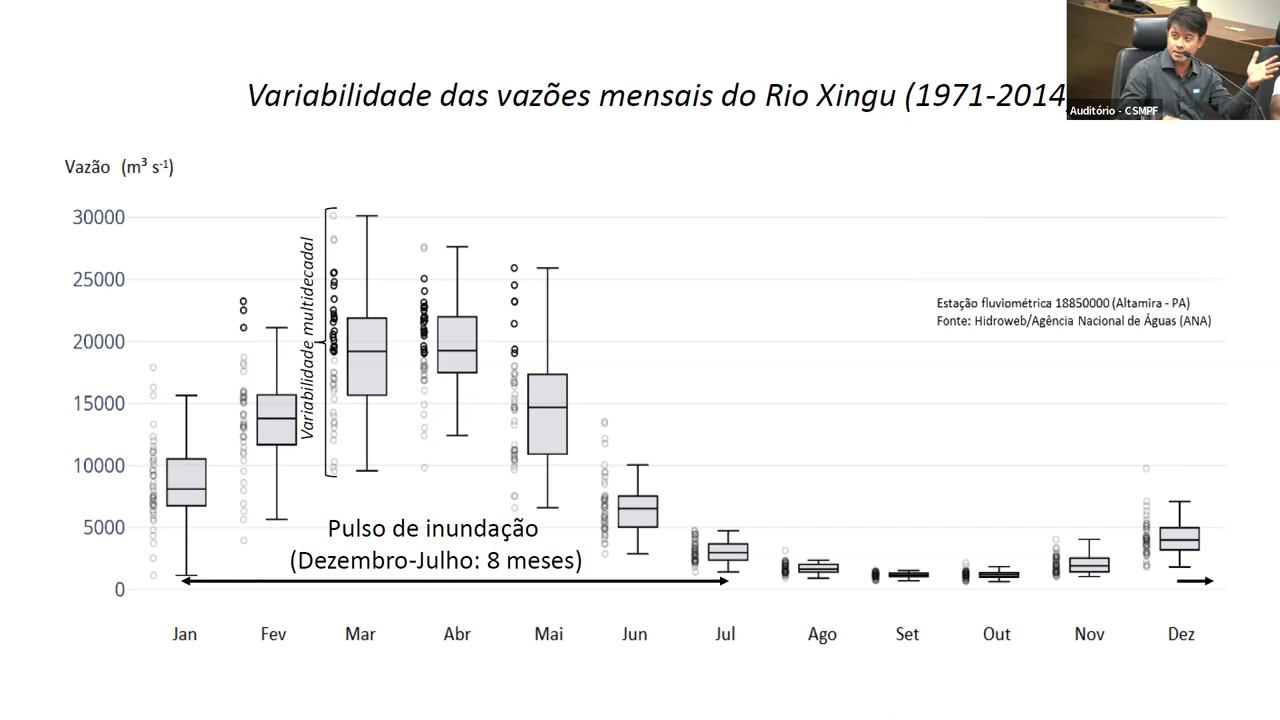 Variabilidade das vazões mensais do Rio Xingu (1971-2014
Auditório - CSMPF
Vazão (m³ s⁻¹)
30000
25000
20000
15000
10000
5000
0
Variabilidade multidecadal
Estação fluviométrica 18850000 (Altamira - PA)
Fonte: Hidroweb/Agência Nacional de Águas (ANA)
Pulso de inundação
(Dezembro-Julho: 8 meses)
Jan Fev Mar Abr Mai Jun Jul Ago Set Out Nov Dez